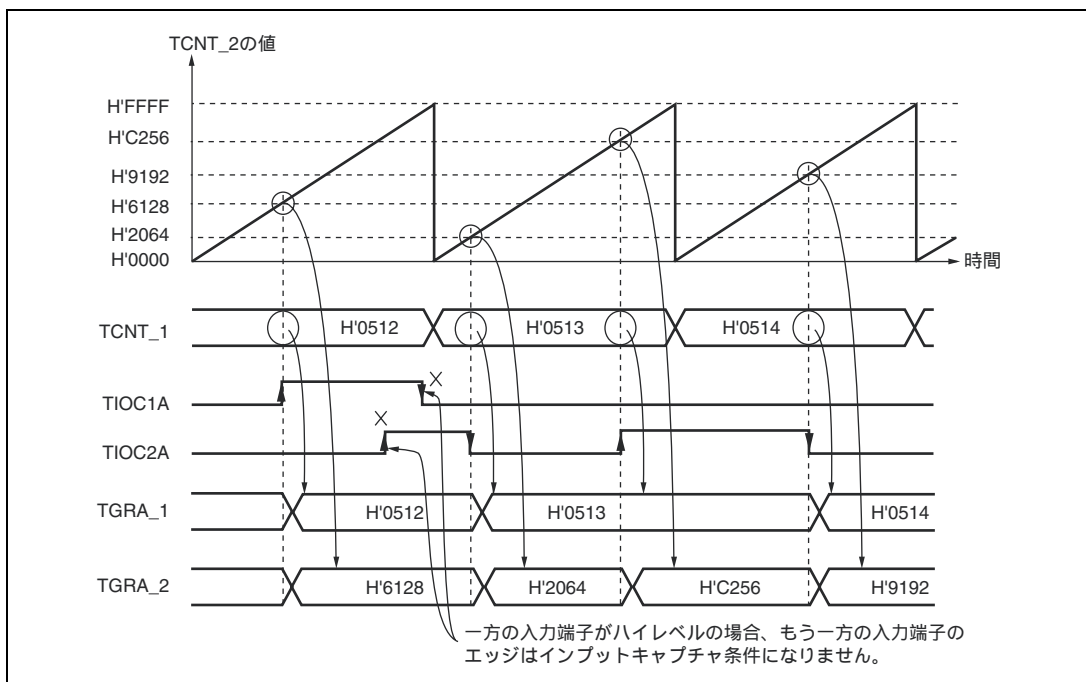 TCNT_2の値
H'FFFF
H'C256
H'9192
H'6128
H'2064
H'0000
時間
TCNT_1 H'0512 H'0513 H'0514
TIOC1A
TIOC2A
TGRA_1 H'0512 H'0513 H'0514
TGRA_2 H'6128 H'2064 H'C256 H'9192
一方の入力端子がハイレベルの場合、もう一方の入力端子の
エッジはインプットキャプチャ条件になりません。